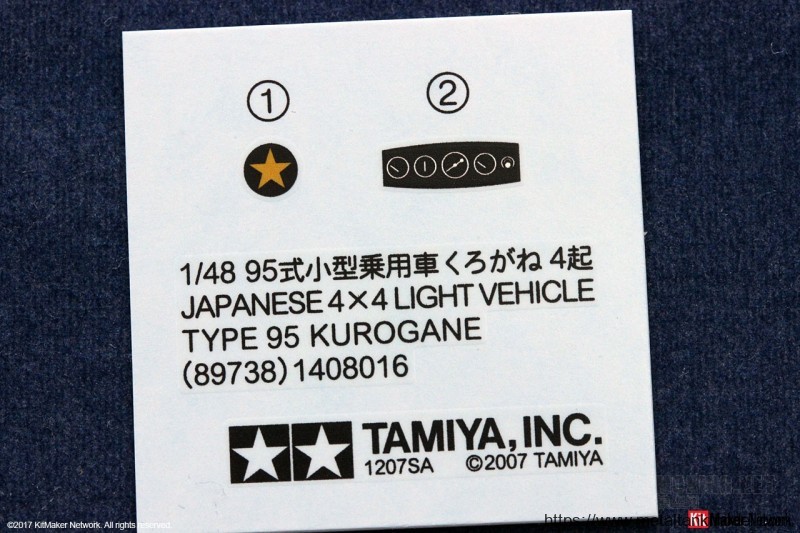 ① ②
1/48 95式小型乗用車くろがね 4起
JAPANESE 4×4 LIGHT VEHICLE
TYPE 95 KUROGANE
(89738) 1408016
TAMIYA, INC.
1207SA ©2007 TAMIYA
©2017 KitMaker Network. All rights reserved.